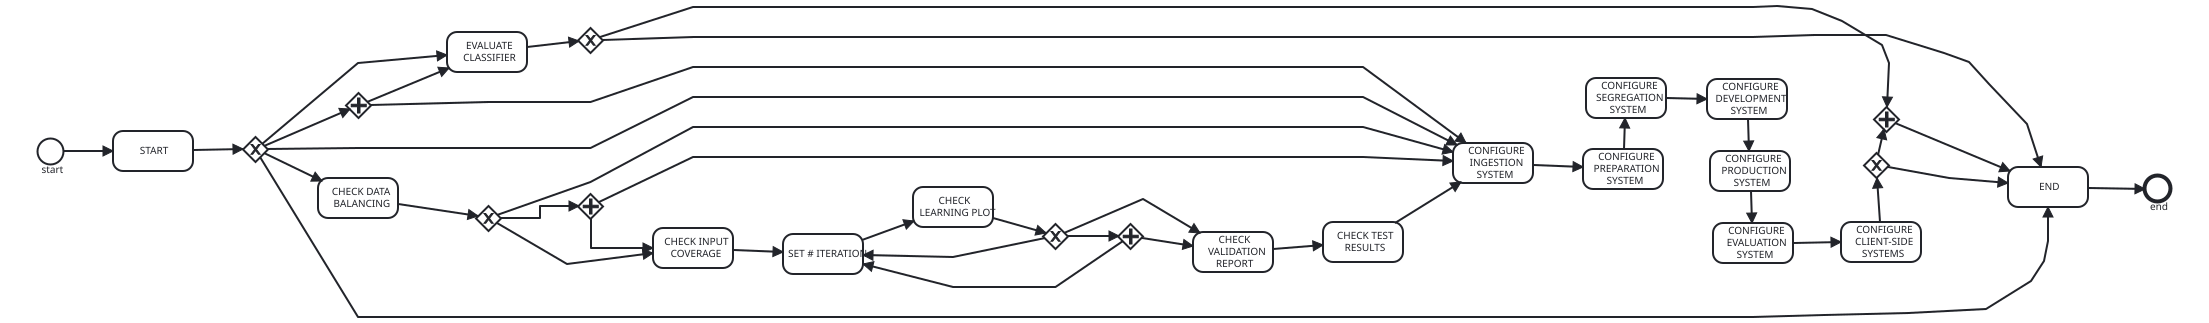 start
START
EVALUATE
CLASSIFIER
CHECK DATA
BALANCING
CHECK INPUT
COVERAGE
SET # ITERATION
CHECK
LEARNING PLOT
CHECK
VALIDATION
REPORT
CHECK TEST
RESULTS
CONFIGURE
INGESTION
SYSTEM
CONFIGURE
PREPARATION
SYSTEM
CONFIGURE
SEGREGATION
SYSTEM
CONFIGURE
DEVELOPMENT
SYSTEM
CONFIGURE
PRODUCTION
SYSTEM
CONFIGURE
EVALUATION
SYSTEM
CONFIGURE
CLIENT-SIDE
SYSTEMS
END
end